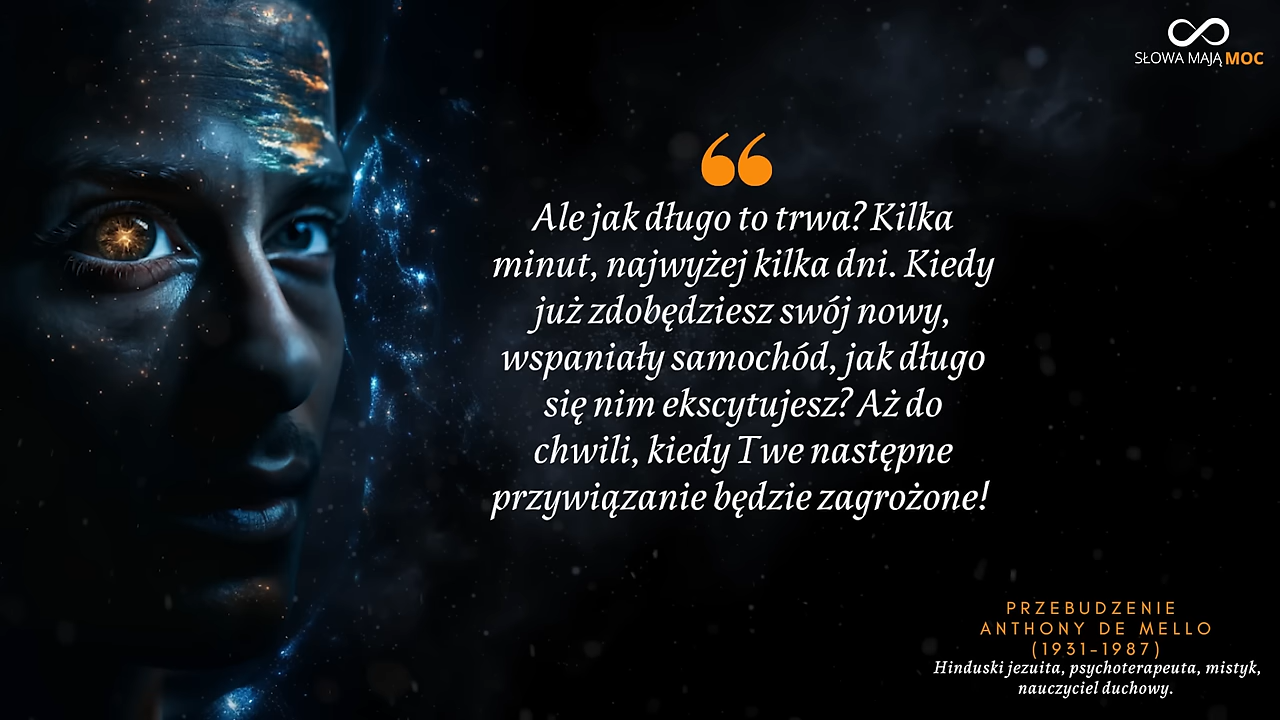 SŁOWA MAJĄ MOC
Ale jak długo to trwa? Kilka
minut, najwyżej kilka dni. Kiedy
już zdobędziesz swój nowy,
wspaniały samochód, jak długo
się nim ekscytujesz? Aż do
chwili, kiedy Twe następne
przywiązanie będzie zagrożone!
PRZEBUDZENIE
ANTHONY DE MELLO
(1931-1987)
Hinduski jezuita, psychoterapeuta, mistyk,
nauczyciel duchowy.